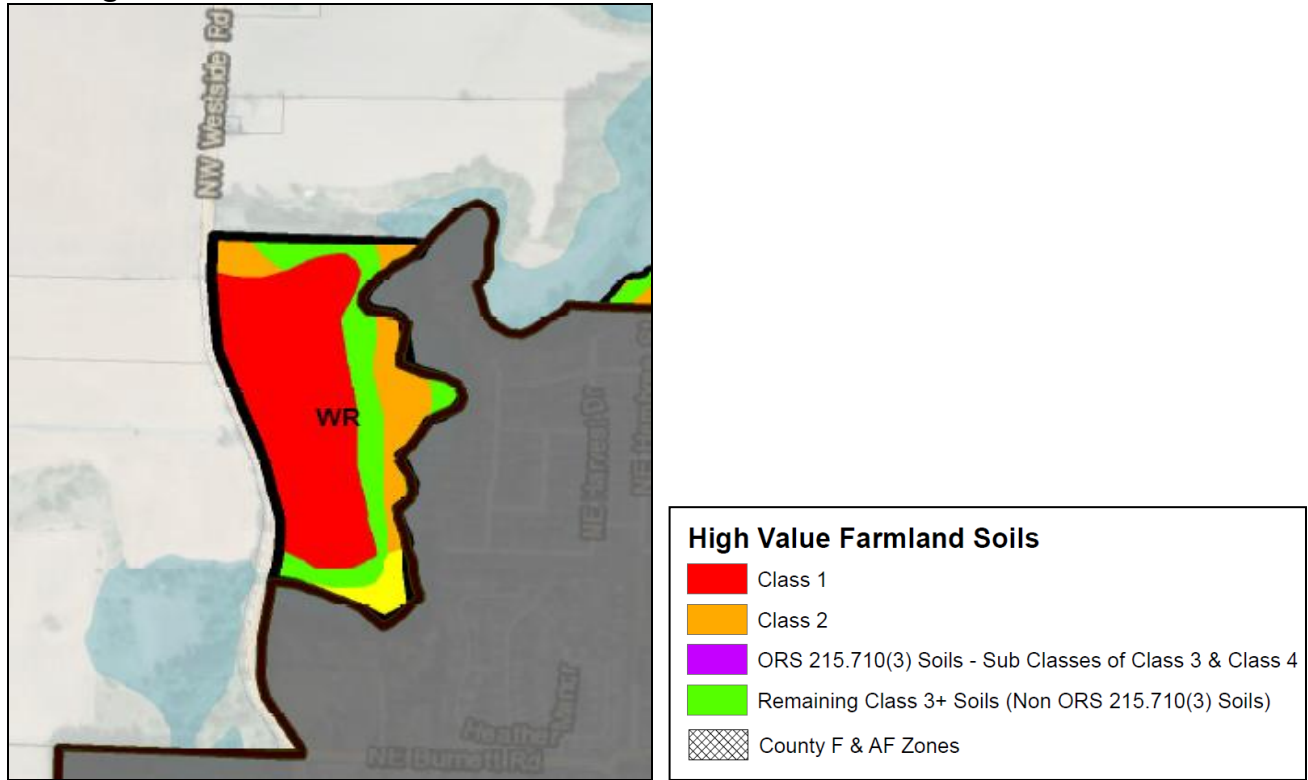 NW Westside Rd
WR
NE Harvest Dr
NE
Heather Manor
NE Burnett Rd
High Value Farmland Soils
Class 1
Class 2
ORS 215.710(3) Soils - Sub Classes of Class 3 & Class 4
Remaining Class 3+ Soils (Non ORS 215.710(3) Soils)
County F & AF Zones